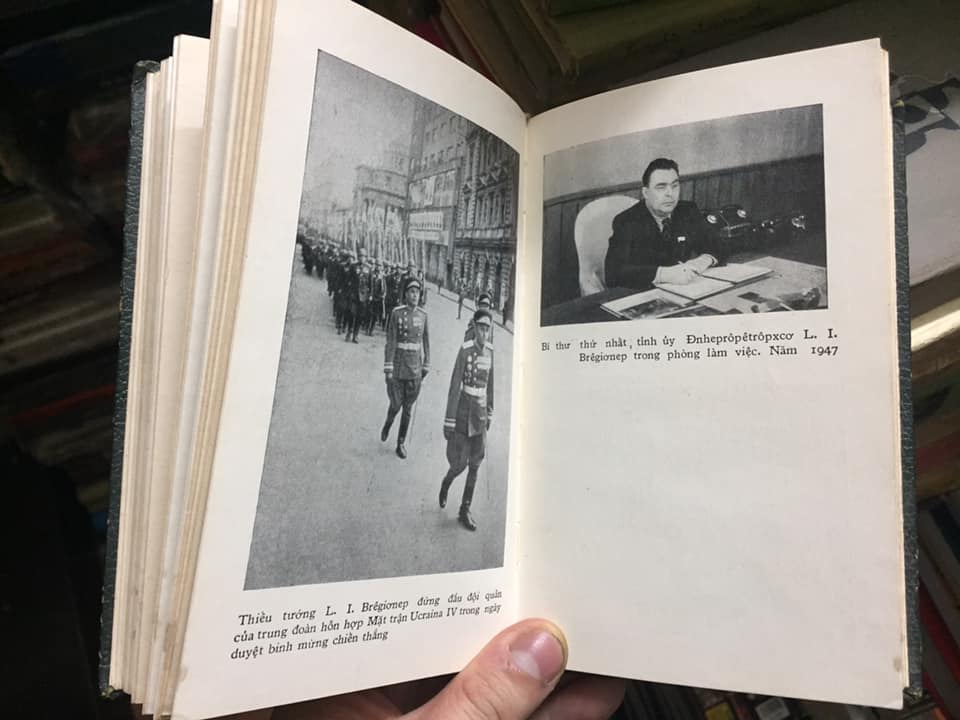 Thiếu tướng L. I. Brêgiơnep đứng đầu đội quân
của trung đoàn hỗn hợp Mặt trận Ucraina IV trong ngày
duyệt binh mừng chiến thắng
Bí thư thứ nhất tỉnh ủy Đnheprôpêtrôpxcơ L. I.
Brêgiơnep trong phòng làm việc. Năm 1947